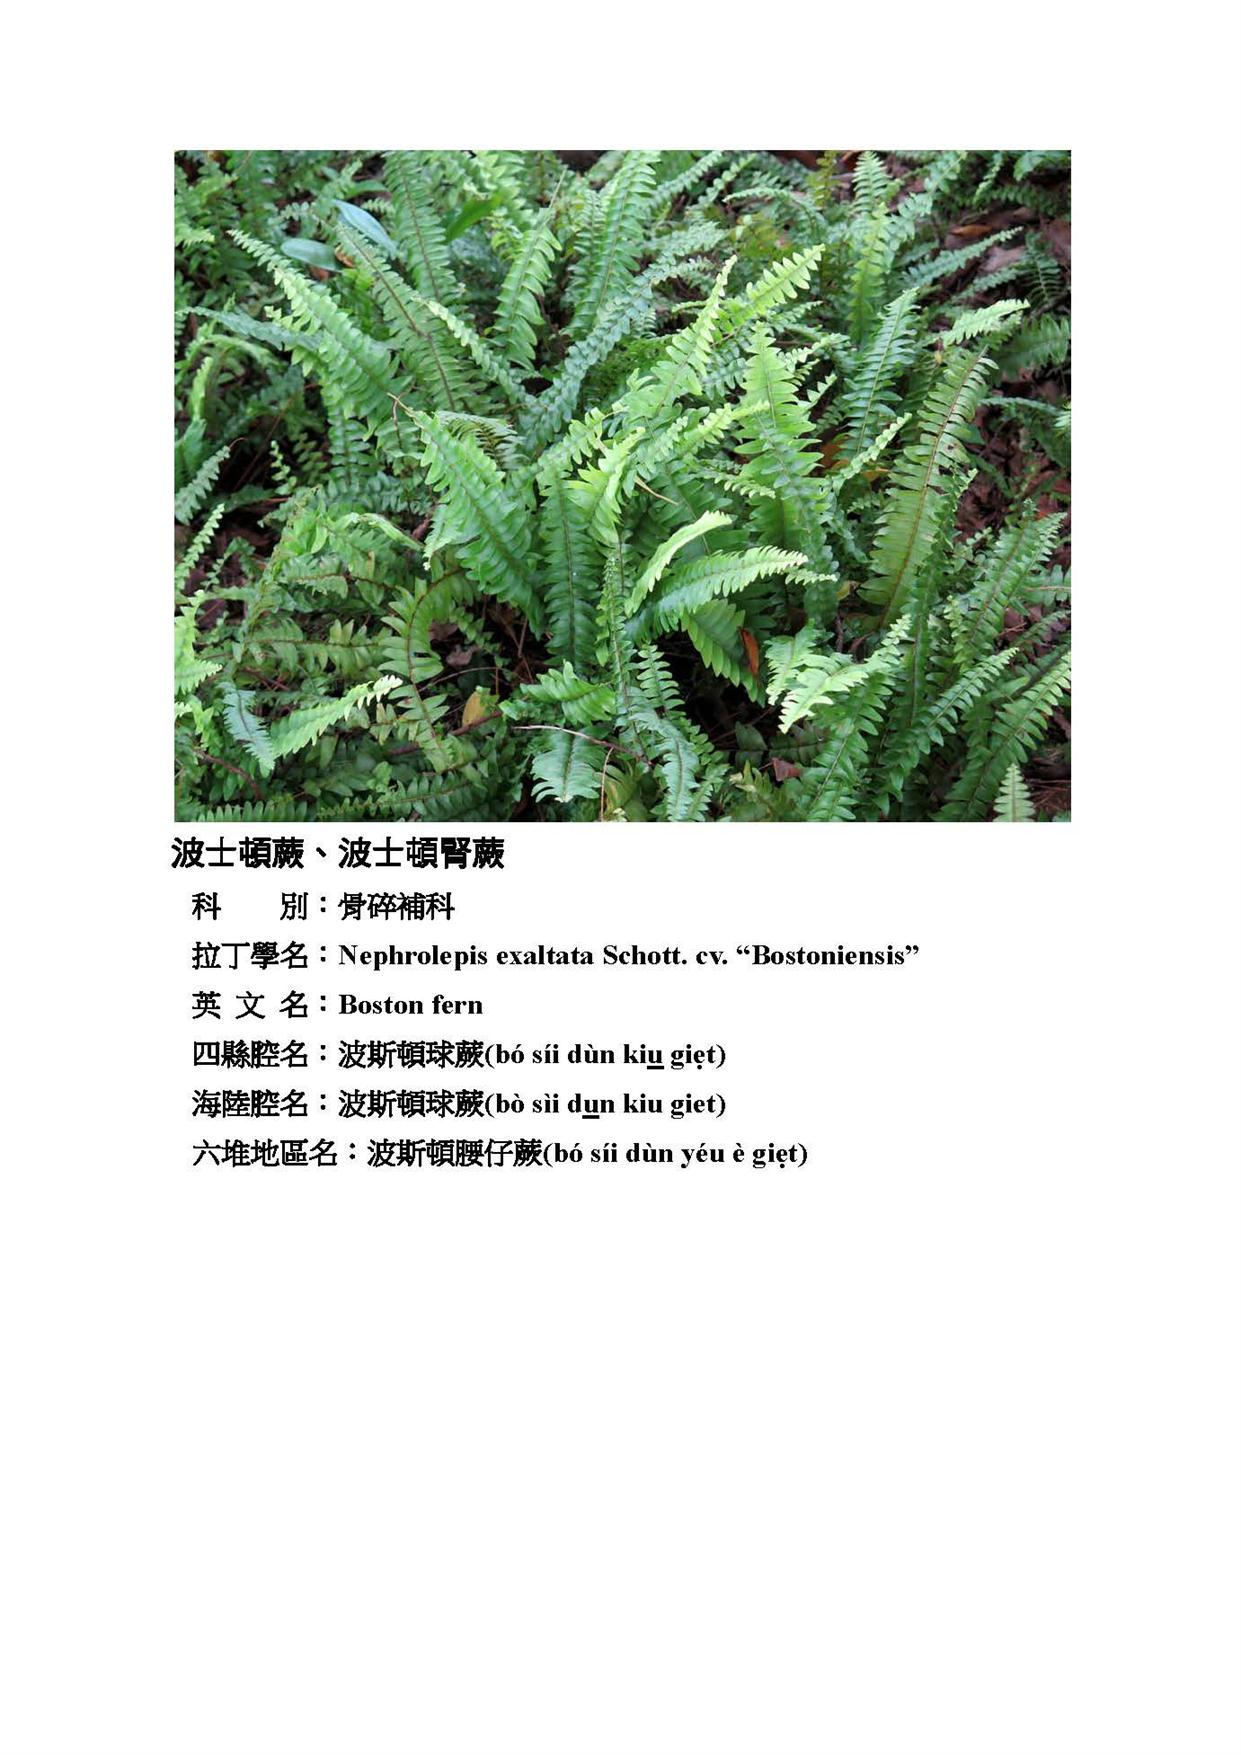 波士頓蕨、波士頓腎蕨
科　　別：骨碎補科
拉丁學名：Nephrolepis exaltata Schott. cv. “Bostoniensis”
英 文 名：Boston fern
四縣腔名：波斯頓球蕨(bó síi dùn kiu̲ giẹt)
海陸腔名：波斯頓球蕨(bò sìi du̲n kiu giet)
六堆地區名：波斯頓腰仔蕨(bó síi dùn yéu è giẹt)